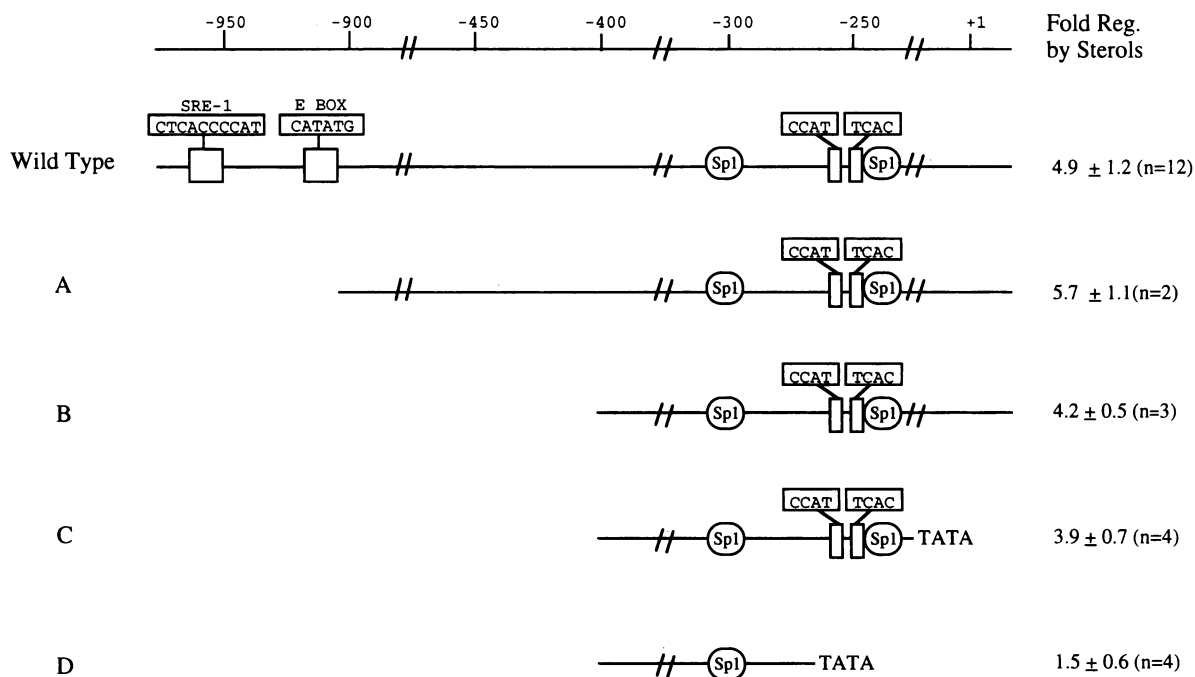 -950 -900 -450 -400 -300 -250 +1 Fold Reg.
by Sterols
SRE-1 E BOX
CTCACCCCAT CATATG CCAT TCAC
Wild Type Sp1 Sp1 4.9 ± 1.2 (n=12)
CCAT TCAC
A Sp1 Sp1 5.7 ± 1.1(n=2)
CCAT TCAC
B Sp1 Sp1 4.2 ± 0.5 (n=3)
CCAT TCAC
C Sp1 Sp1 TATA 3.9 ± 0.7 (n=4)
D Sp1 TATA 1.5 ± 0.6 (n=4)